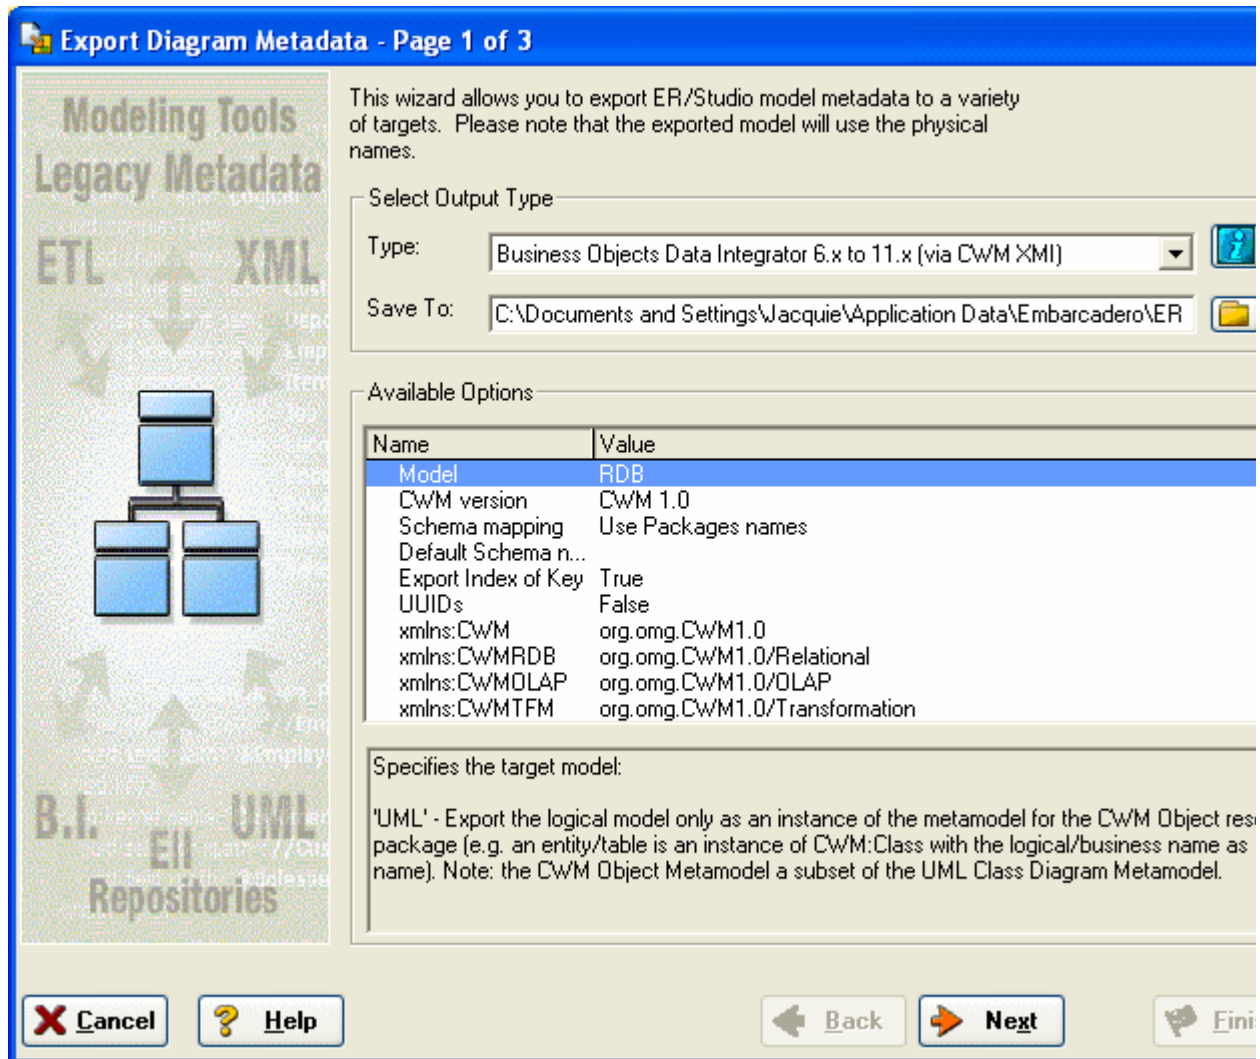 Export Diagram Metadata - Page 1 of 3
Modeling Tools
Legacy Metadata
ETL XML
B.I. UML
EII
Repositories
This wizard allows you to export ER/Studio model metadata to a variety
of targets. Please note that the exported model will use the physical
names.
Select Output Type
Type: Business Objects Data Integrator 6.x to 11.x (via CWM XMI)
Save To: C:\Documents and Settings\Jacquie\Application Data\Embarcadero\ER
Available Options
Name Value
Model RDB
CWM version CWM 1.0
Schema mapping Use Packages names
Default Schema n...
Export Index of Key True
UUIDs False
xmlns:CWM org.omg.CWM1.0
xmlns:CWMRDB org.omg.CWM1.0/Relational
xmlns:CWMOLAP org.omg.CWM1.0/OLAP
xmlns:CWMTFM org.omg.CWM1.0/Transformation
Specifies the target model:
'UML' - Export the logical model only as an instance of the metamodel for the CWM Object
package (e.g. an entity/table is an instance of CWM:Class with the logical/business name as
name). Note: the CWM Object Metamodel a subset of the UML Class Diagram Metamodel.
Cancel Help Back Next